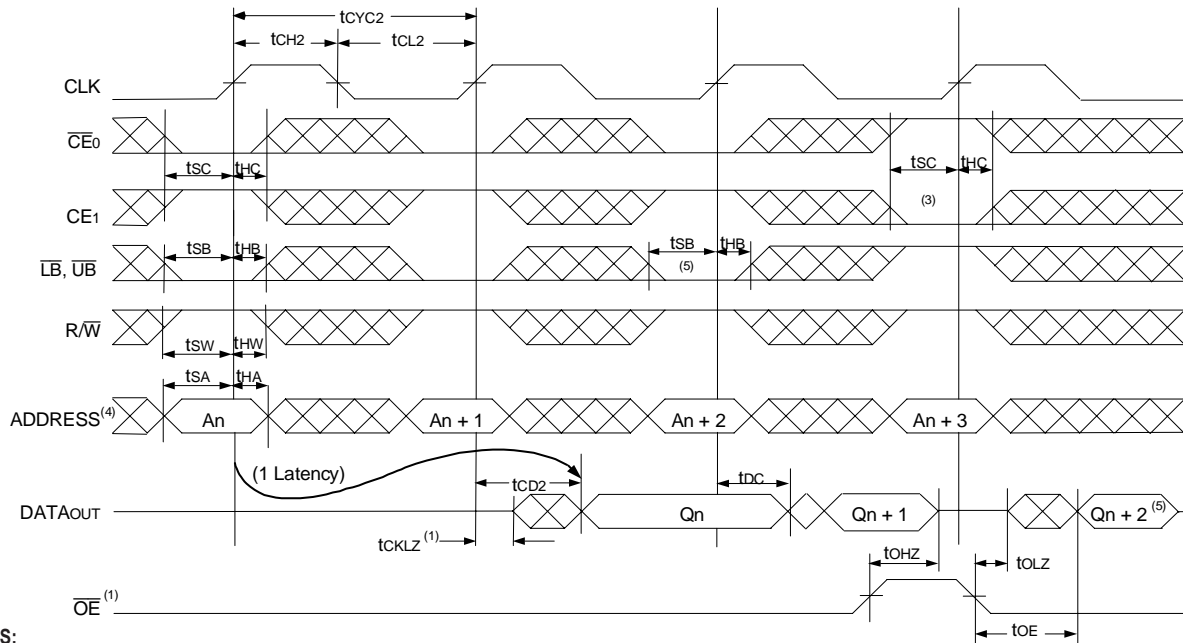 tCYC2
tCH2 tCL2
CLK
CE0
tSC tHC tSC tHC
CE1 (3)
tSB tHB tSB tHB
LB, UB (5)
R/W
tSW tHW
tSA tHA
ADDRESS(4) An An + 1 An + 2 An + 3
(1 Latency) tCD2 tDC
DATAOUT Qn Qn + 1 Qn + 2 (5)
tCKLZ (1)
tOHZ tOLZ
OE (1)
tOE
S: